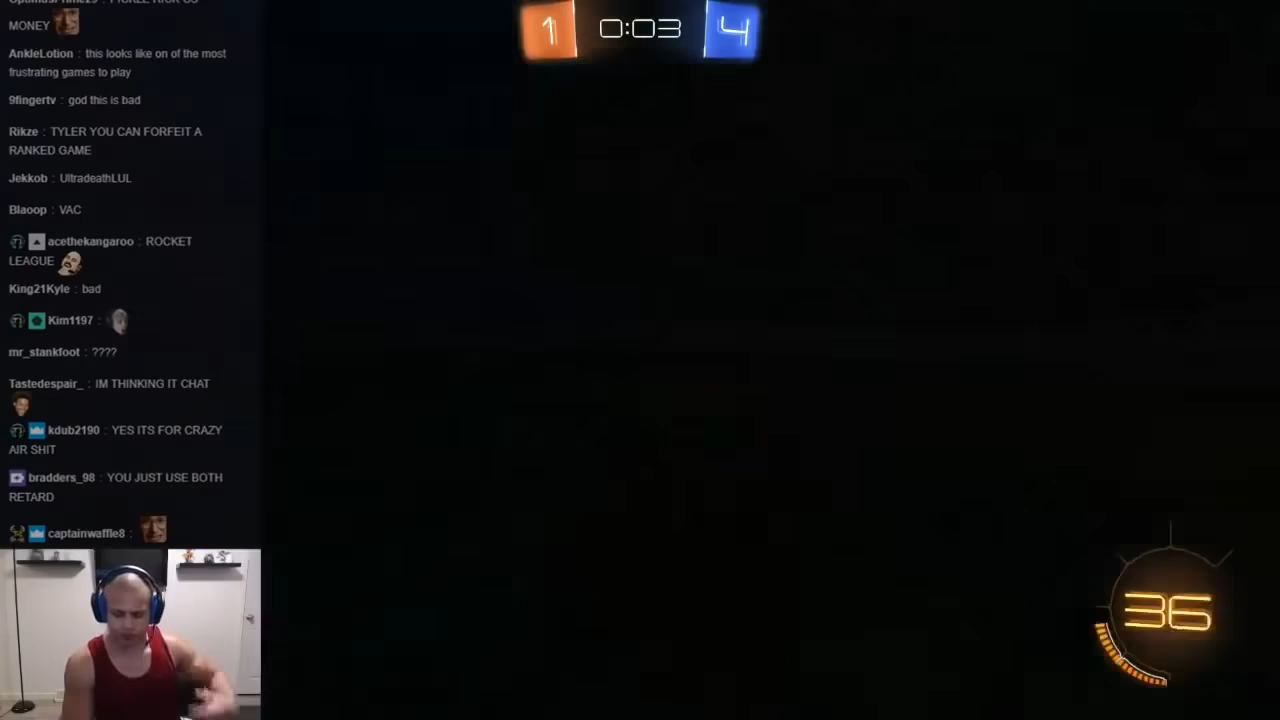 MONEY
1 0:03 4
AnkleLotion : this looks like on of the most
frustrating games to play
9fingertv : god this is bad
Rikze : TYLER YOU CAN FORFEIT A
RANKED GAME
Jekkob : UltradeathLUL
Blaoop : VAC
acethekangaroo : ROCKET
LEAGUE
King21Kyle : bad
Kim1197 :
mr_stankfoot : ????
Tastedespair_ : IM THINKING IT CHAT
kdub2190 : YES ITS FOR CRAZY
AIR SHIT
bradders_98 : YOU JUST USE BOTH
RETARD
captainwaffle8 :
36